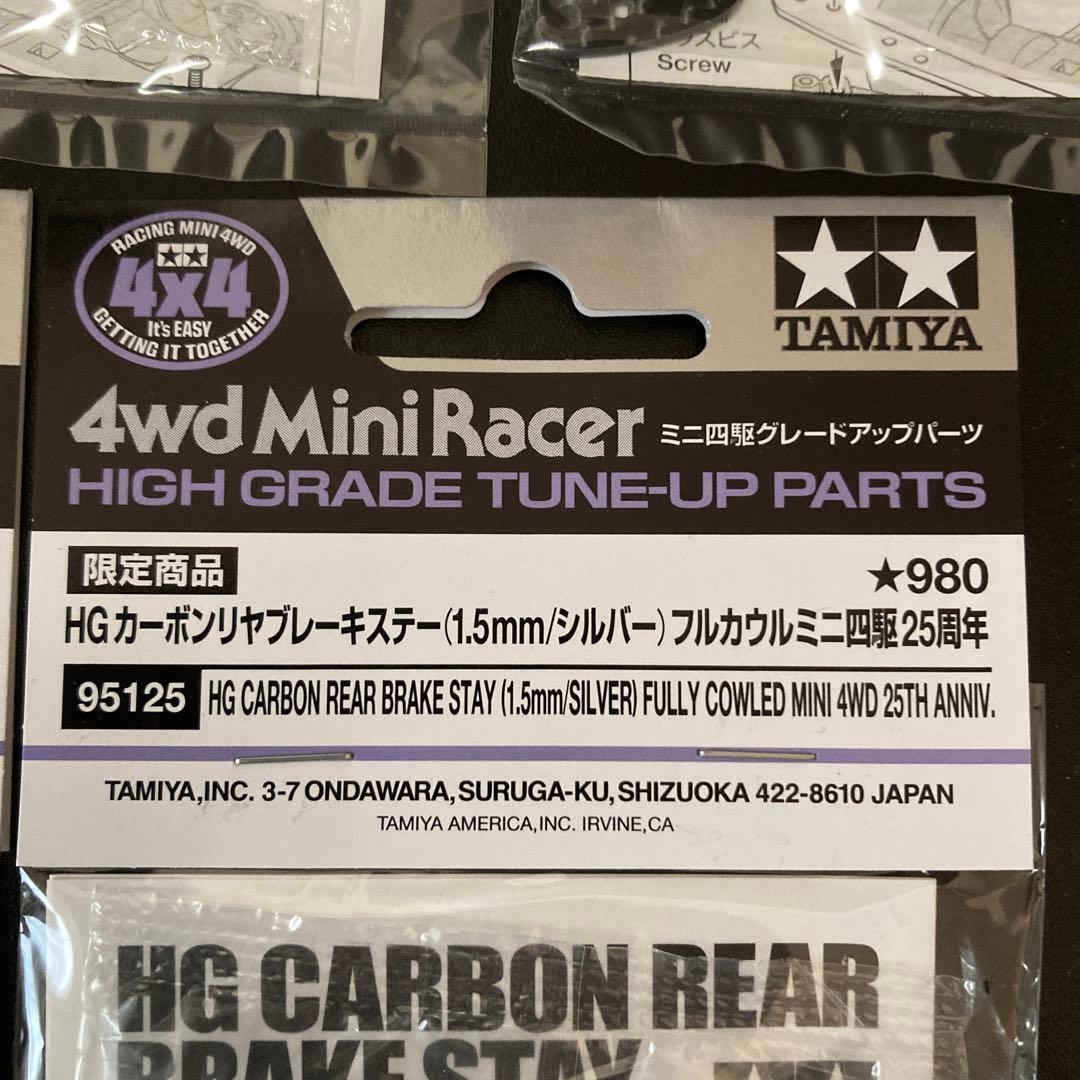 Screw
RACING MINI 4WD
4x4
It's EASY
GETTING IT TOGETHER
TAMIYA
4wd Mini Racer ミニ四駆グレードアップパーツ
HIGH GRADE TUNE-UP PARTS
限定商品 ★980
HG カーボンリヤブレーキステー(1.5mm/シルバー)フルカウルミニ四駆25周年
95125 HG CARBON REAR BRAKE STAY (1.5mm/SILVER) FULLY COWLED MINI 4WD 25TH ANNIV.
TAMIYA,INC. 3-7 ONDAWARA,SURUGA-KU,SHIZUOKA 422-8610 JAPAN
TAMIYA AMERICA,INC. IRVINE,CA
HG CARBON REAR
BRAKE STAY